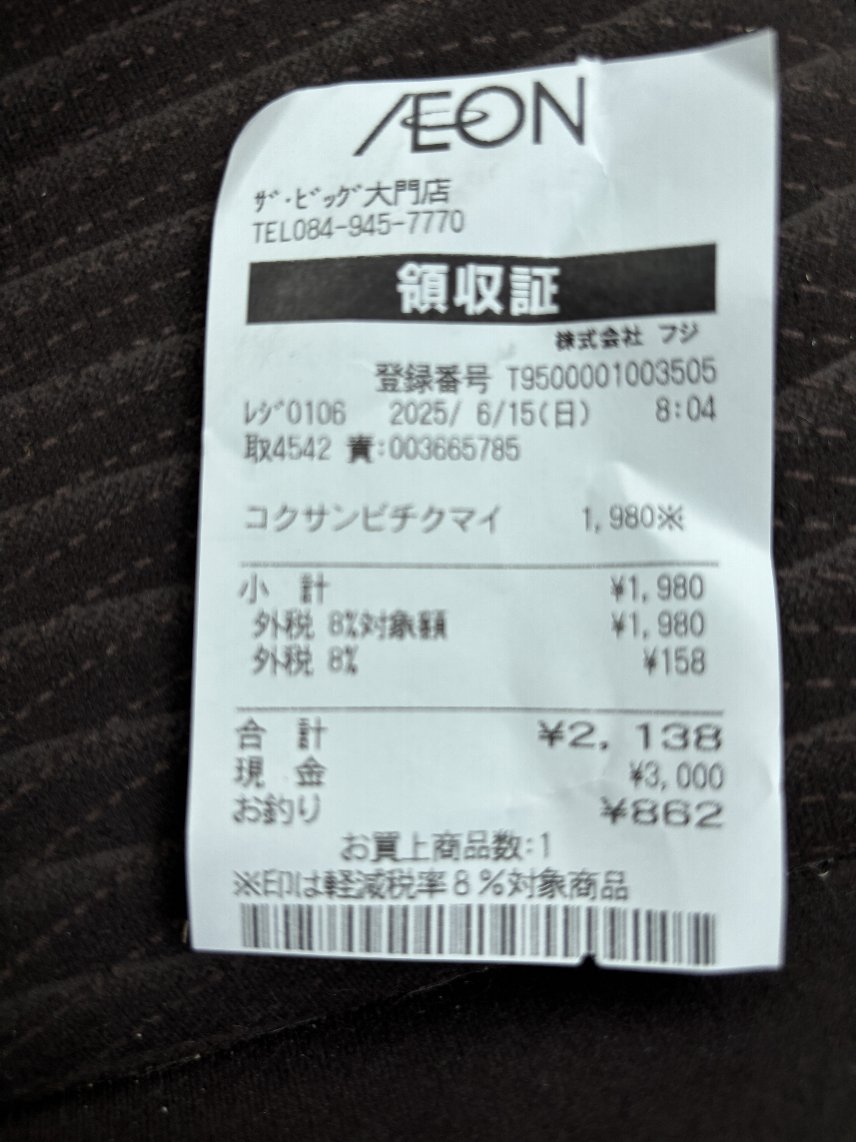 ÆON
ザ・ビッグ大門店
TEL084-945-7770
領収証
株式会社 フジ
登録番号 T9500001003505
レジ0106 2025/ 6/15(日) 8:04
取4542 責:003665785
コクサンビチクマイ 1,980※
小 計 ¥1,980
外税 8%対象額 ¥1,980
外税 8% ¥158
合 計 ¥2,138
現 金 ¥3,000
お釣り ¥862
お買上商品数:1
※印は軽減税率8%対象商品